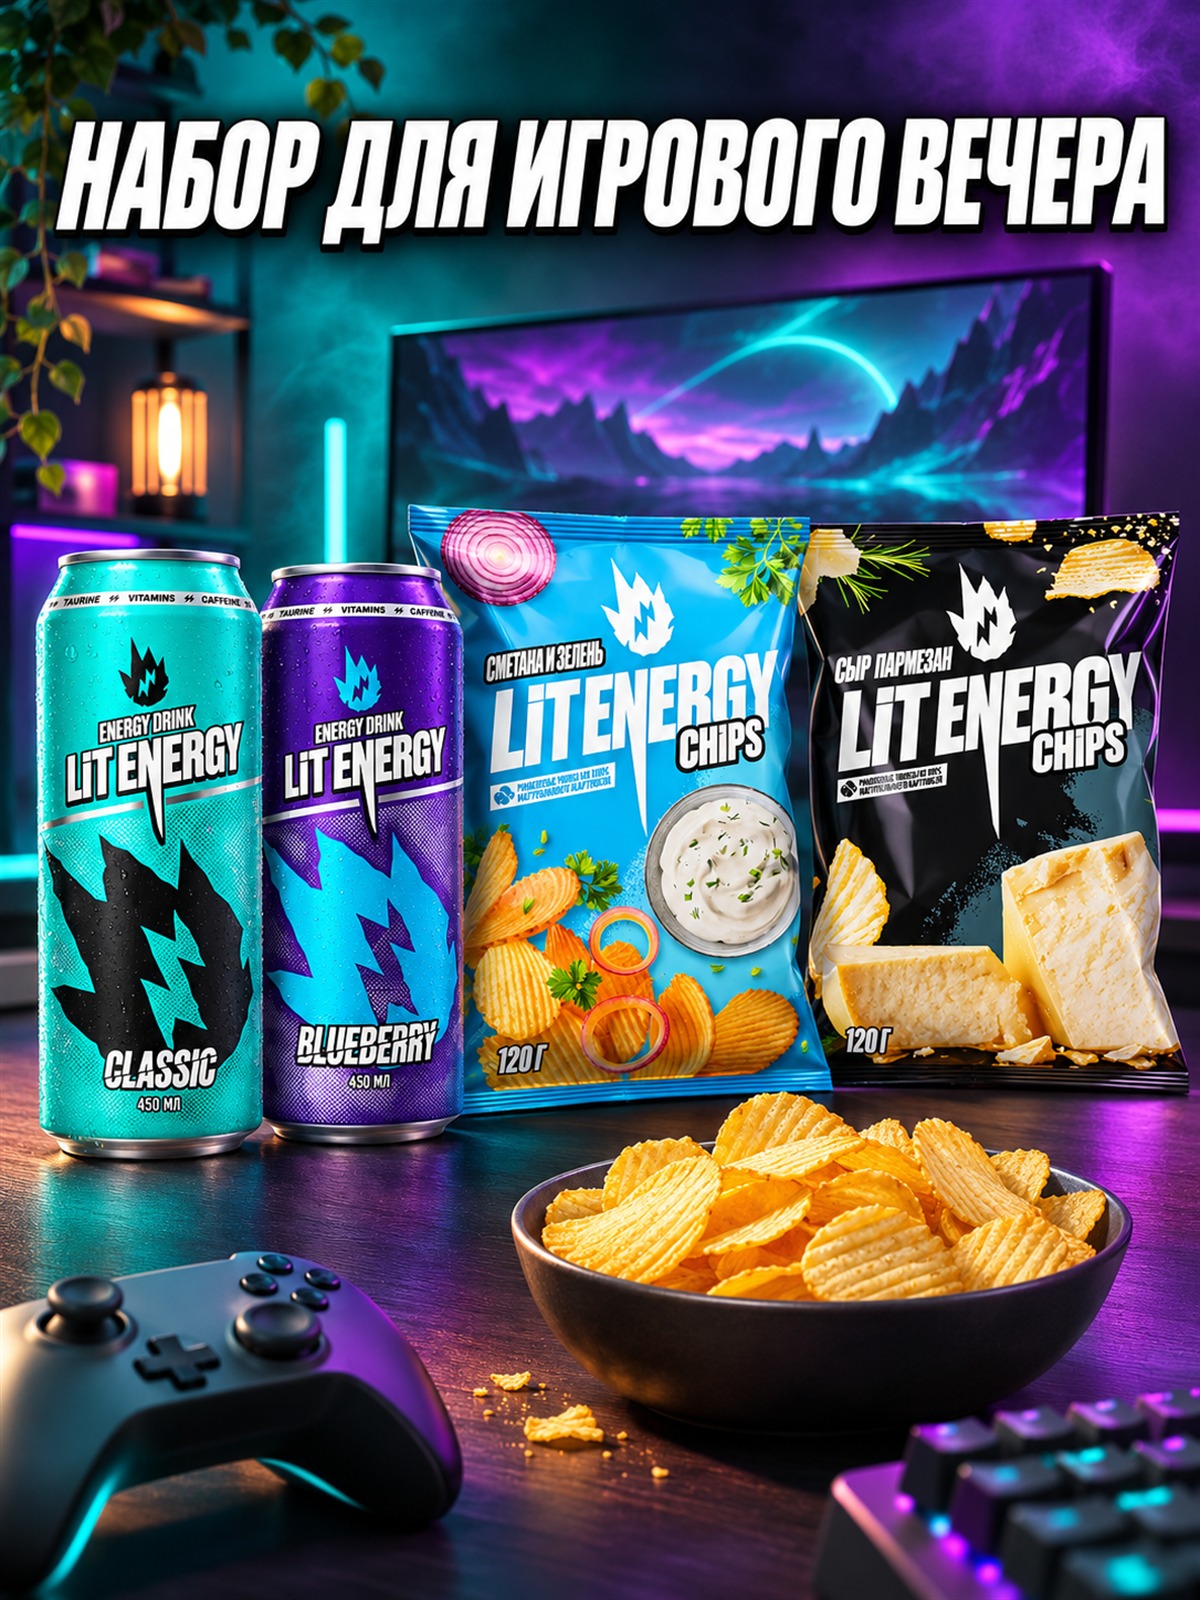 НАБОР ДЛЯ ИГРОВОГО ВЕЧЕРА
TAURINE VITAMINS CAFFEINE
ENERGY DRINK
LIT ENERGY
CLASSIC
450 МЛ
TAURINE VITAMINS CAFFEINE
ENERGY DRINK
LIT ENERGY
BLUEBERRY
450 МЛ
СМЕТАНА И ЗЕЛЕНЬ
LIT ENERGY
CHIPS
120 Г
СЫР ПАРМЕЗАН
LIT ENERGY
CHIPS
120 Г